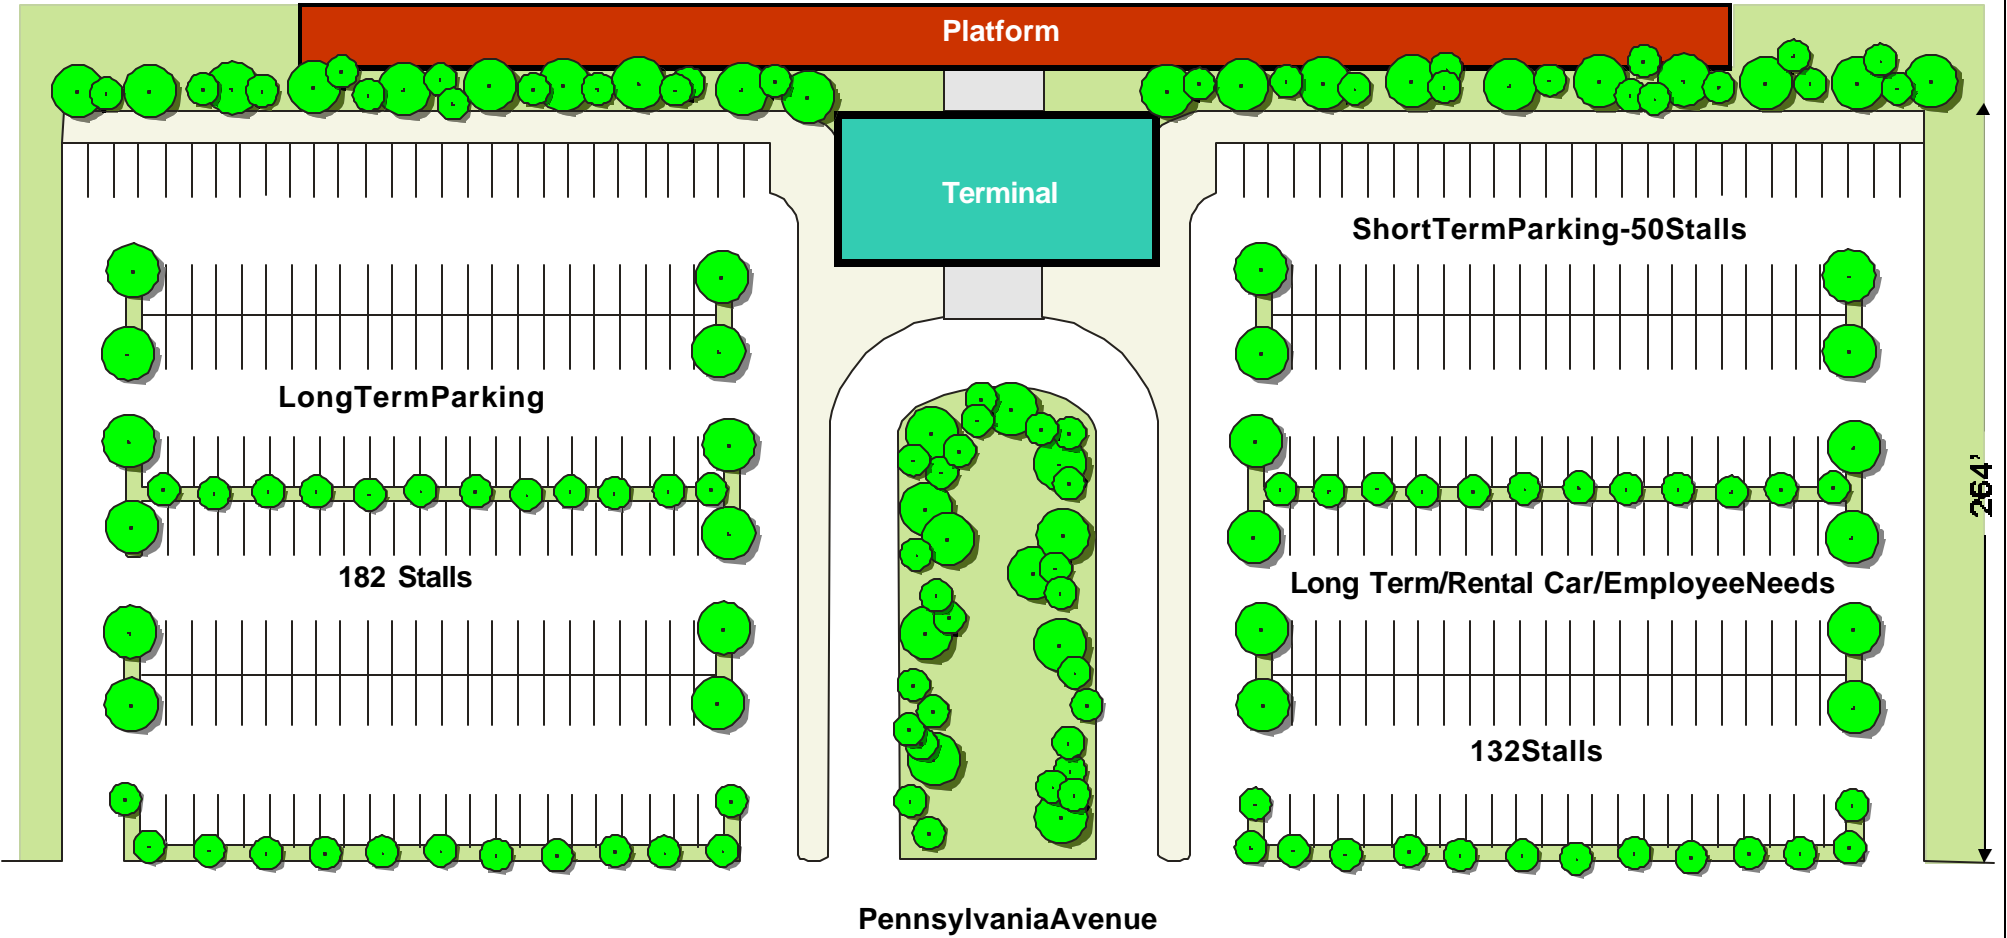 Platform
Terminal
ShortTermParking-50Stalls
LongTermParking
264'
182 Stalls
Long Term/Rental Car/EmployeeNeeds
132Stalls
PennsylvaniaAvenue